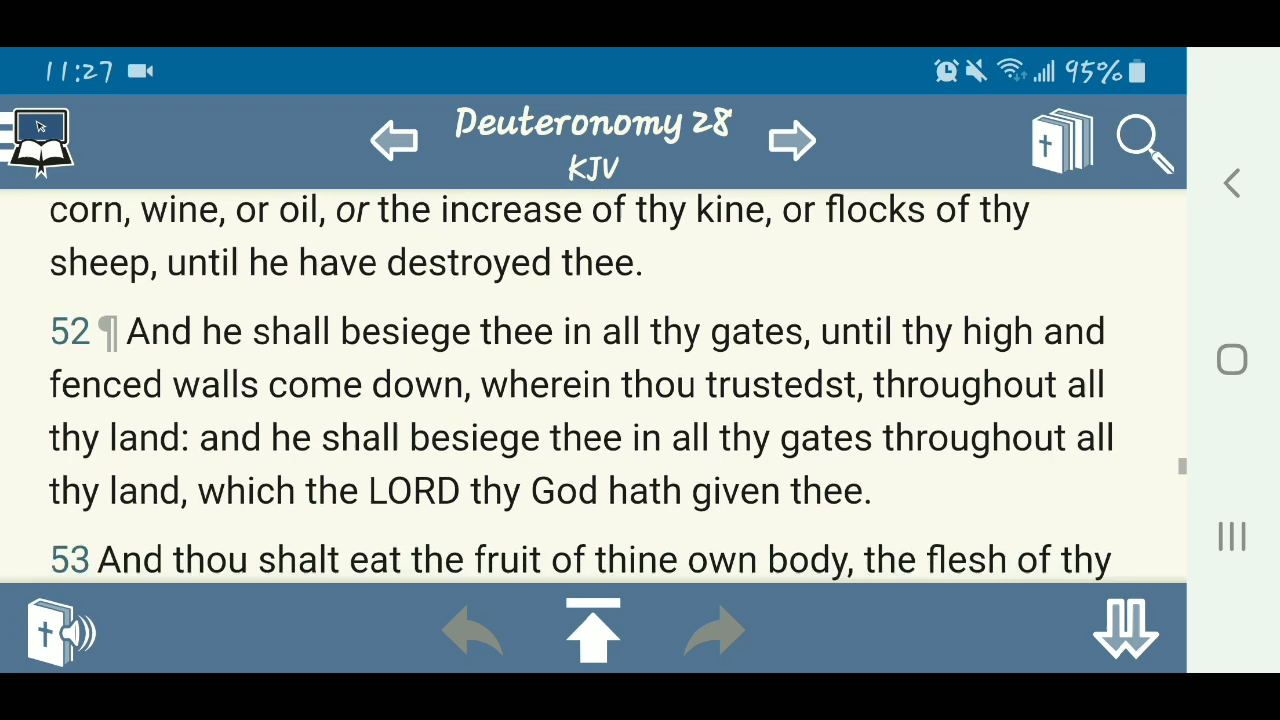 11:27 95%
Deuteronomy 28
KJV
corn, wine, or oil, or the increase of thy kine, or flocks of thy
sheep, until he have destroyed thee.
52 ¶ And he shall besiege thee in all thy gates, until thy high and
fenced walls come down, wherein thou trustedst, throughout all
thy land: and he shall besiege thee in all thy gates throughout all
thy land, which the LORD thy God hath given thee.
53 And thou shalt eat the fruit of thine own body, the flesh of thy